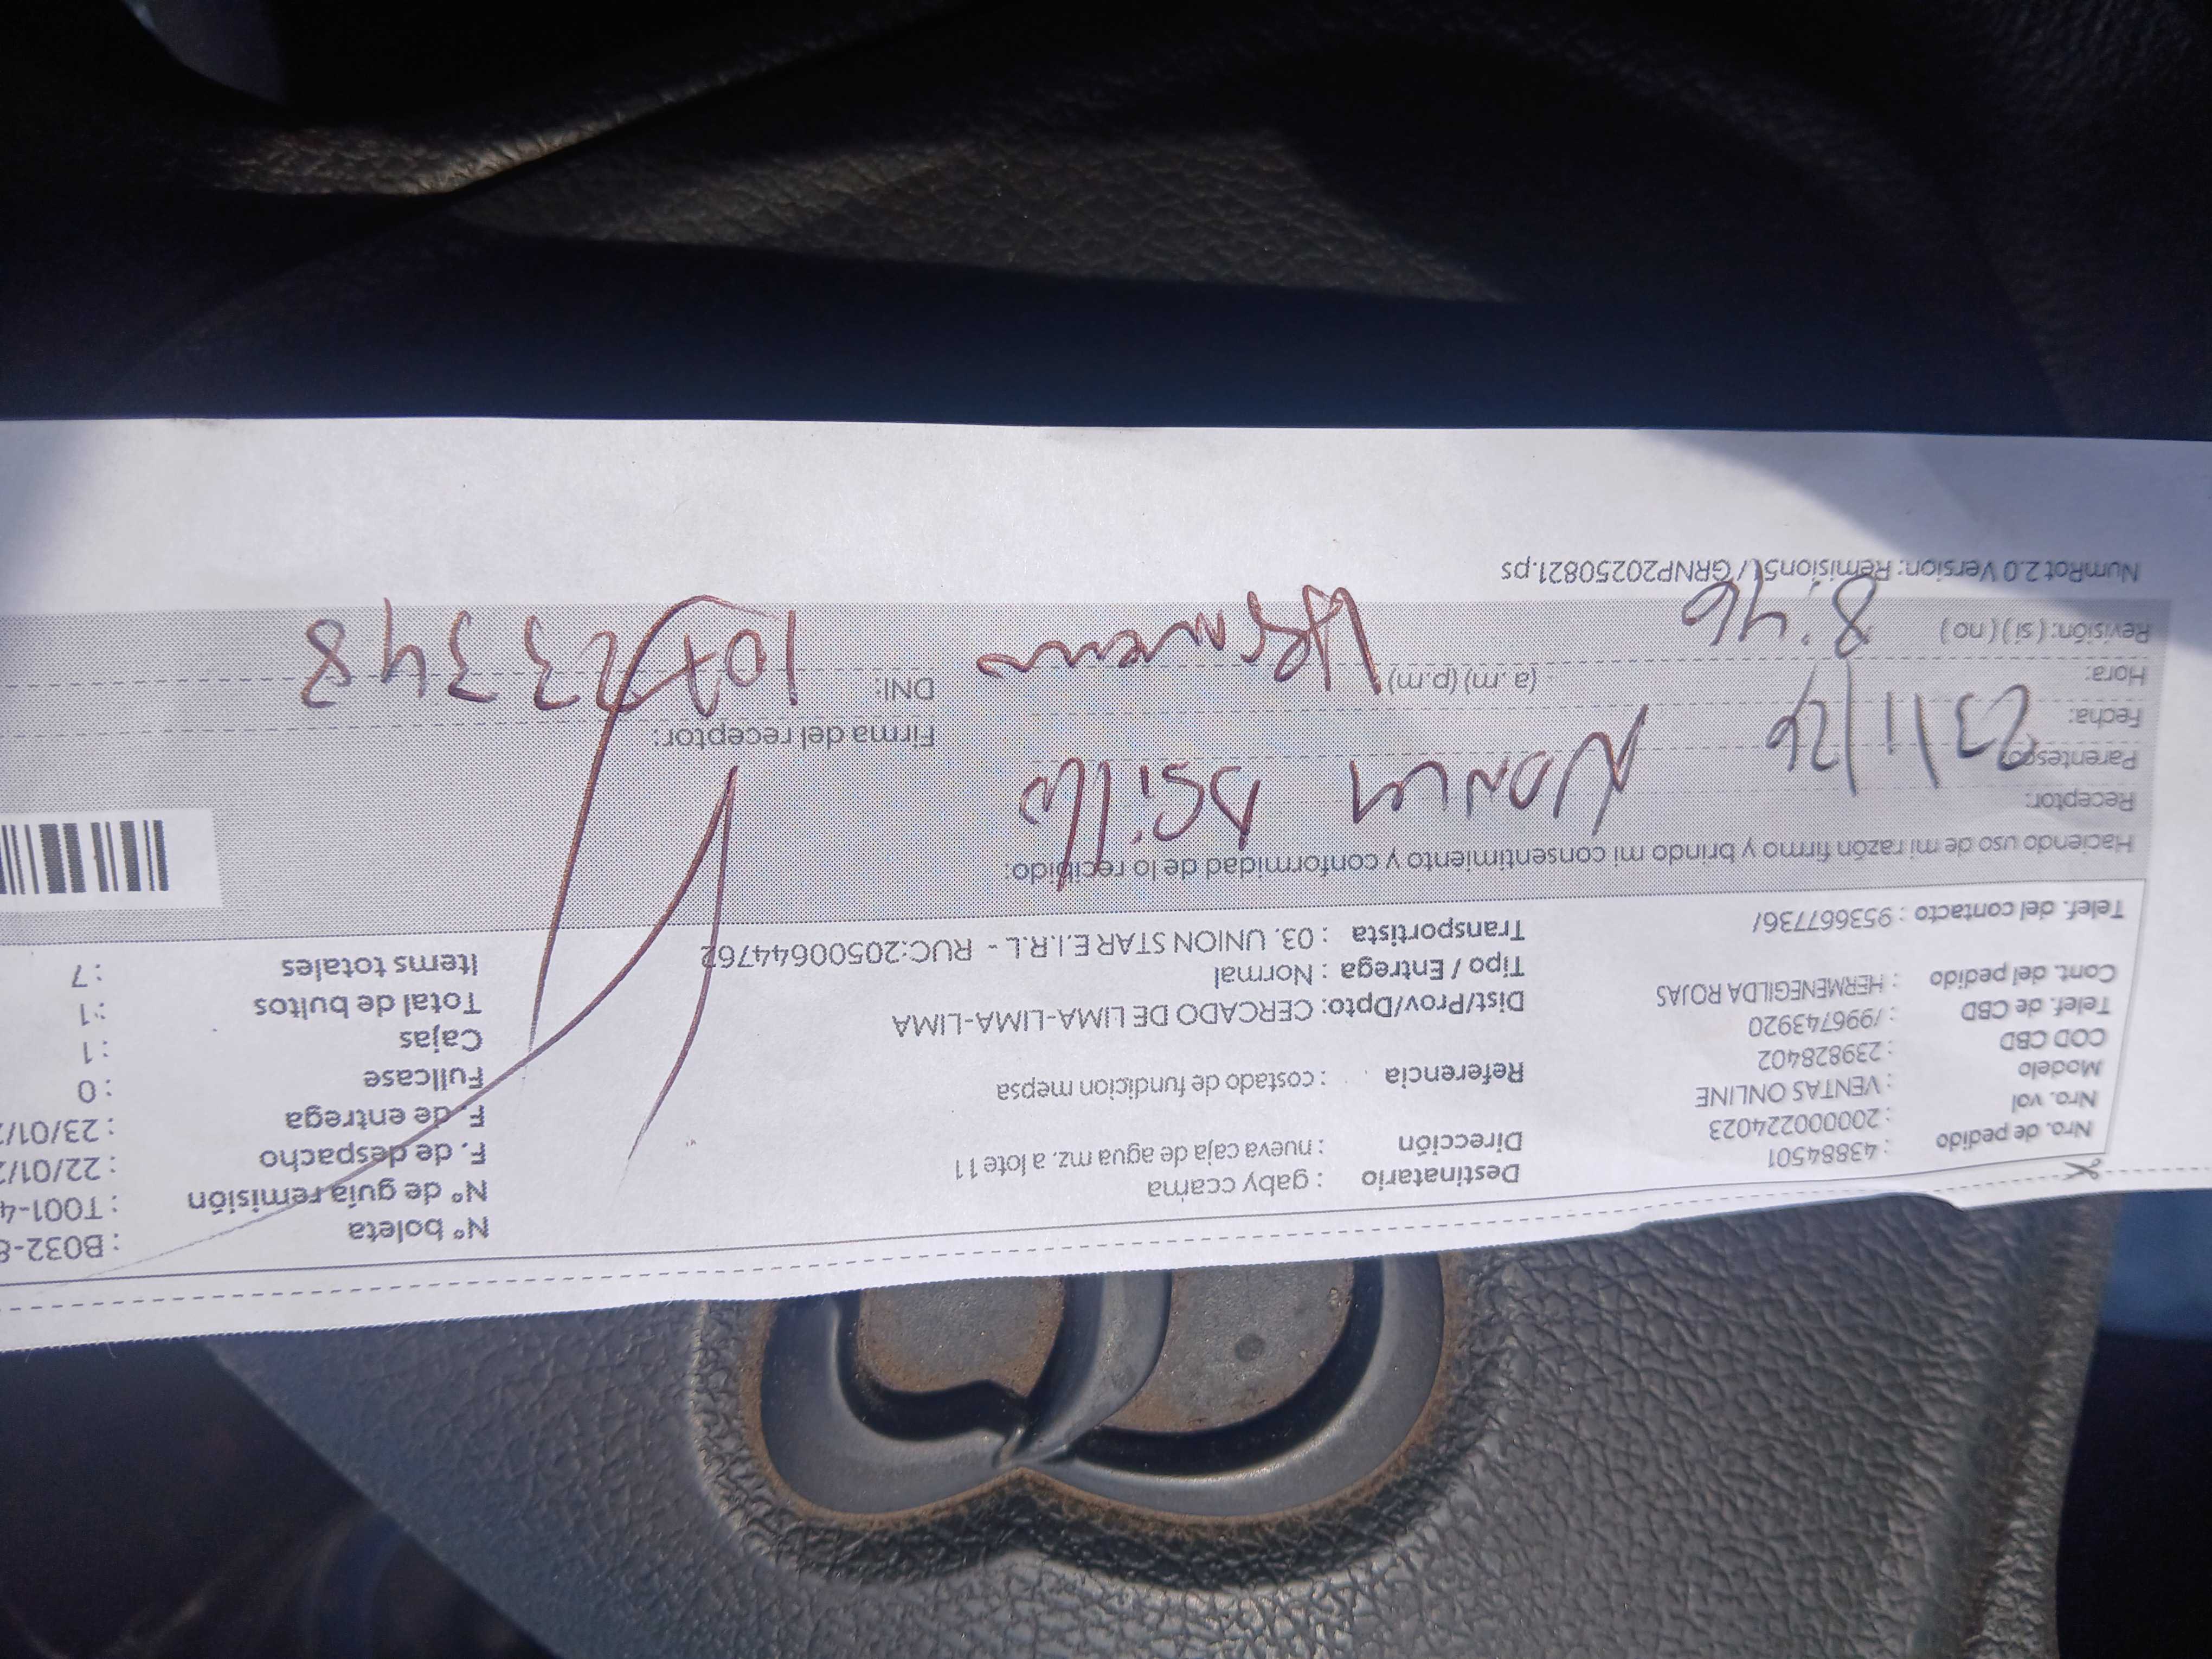 Nro. de pedido : 43884501
Nro. vol : 20000224023
Modelo : VENTAS ONLINE
COD CBD : 23982402
Telef. de CBD : /996743920
Cont. del pedido : HERMENEGILDA ROJAS
Telef. del contacto : 953667736/
Destinatario : gaby ccama
Dirección : nueva caja de agua mz. a lote 11
Referencia : costado de fundicion mepsa
Dist/Prov/Dpto: CERCADO DE LIMA-LIMA-LIMA
Tipo / Entrega : Normal
Transportista : 03. UNION STAR E.I.R.L - RUC:20500644762
N° boleta : B032-8
N° de guía remisión : T001-4
F. de despacho : 22/01/2
F. de entrega : 23/01/2
Fullcase : 0
Cajas : 1
Total de bultos : 1
Items totales : 7
Haciendo uso de mi razón firmo y brindo mi consentimiento y conformidad de lo recibido:
Receptor:
Parentesco:
Fecha: 23/1/26
Hora: (a.m) (p.m)
Revisión: (si) (no) 8:46
Firma del receptor:
DNI: 10723348
NumRot 2.0 Version: Remision5 / GRNP20250821.ps